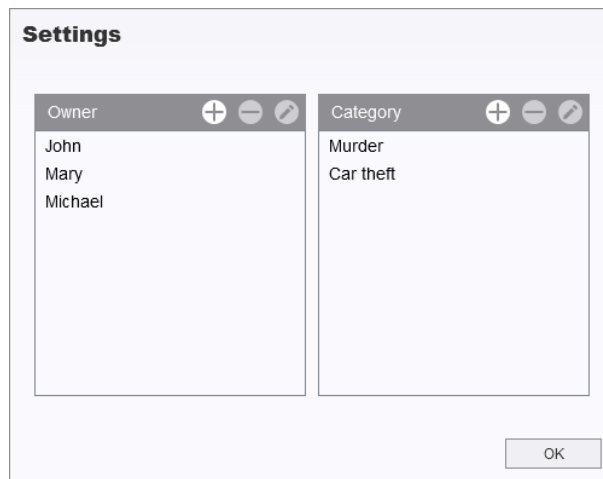 Settings
Owner
John
Mary
Michael
Category
Murder
Car theft
OK